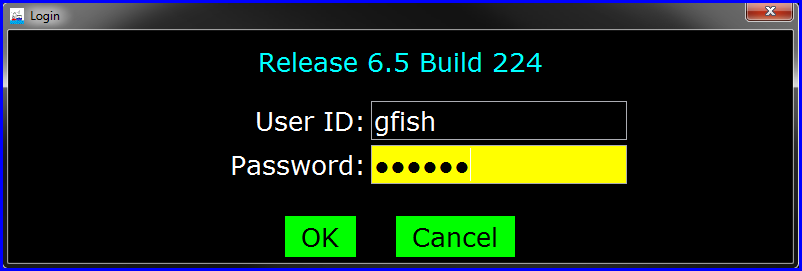 Login
Release 6.5 Build 224
User ID: gfish
Password: ●●●●●●
OK Cancel